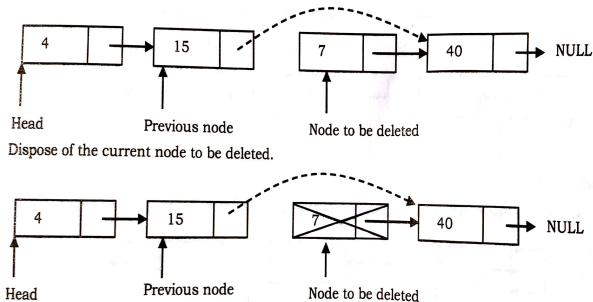 4 15 7 40 NULL
Head Previous node Node to be deleted
Dispose of the current node to be deleted.
4 15 7 40 NULL
Head Previous node Node to be deleted